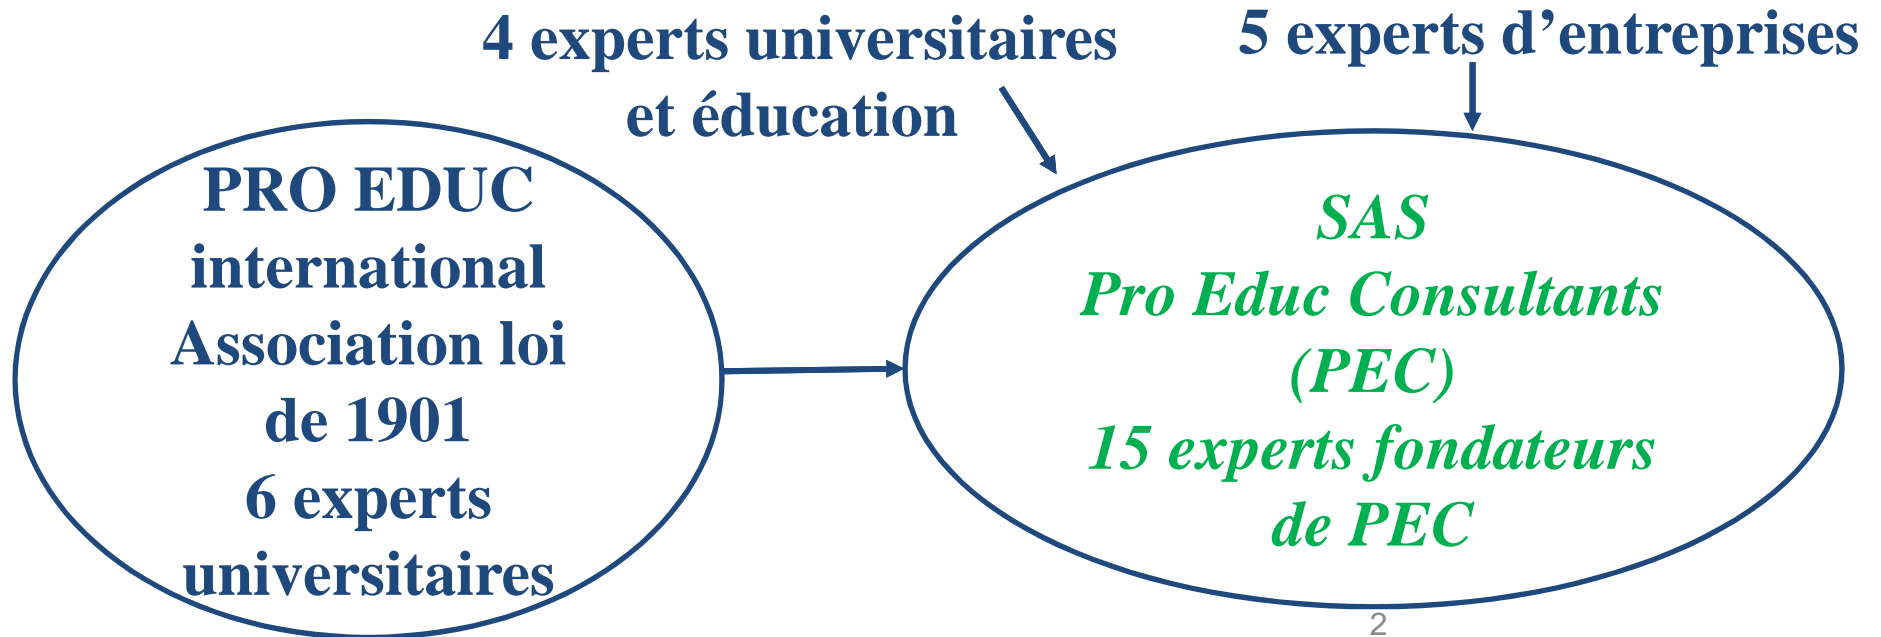 4 experts universitaires
et éducation
5 experts d’entreprises
PRO EDUC
international
Association loi
de 1901
6 experts
universitaires
SAS
Pro Educ Consultants
(PEC)
15 experts fondateurs
de PEC
2